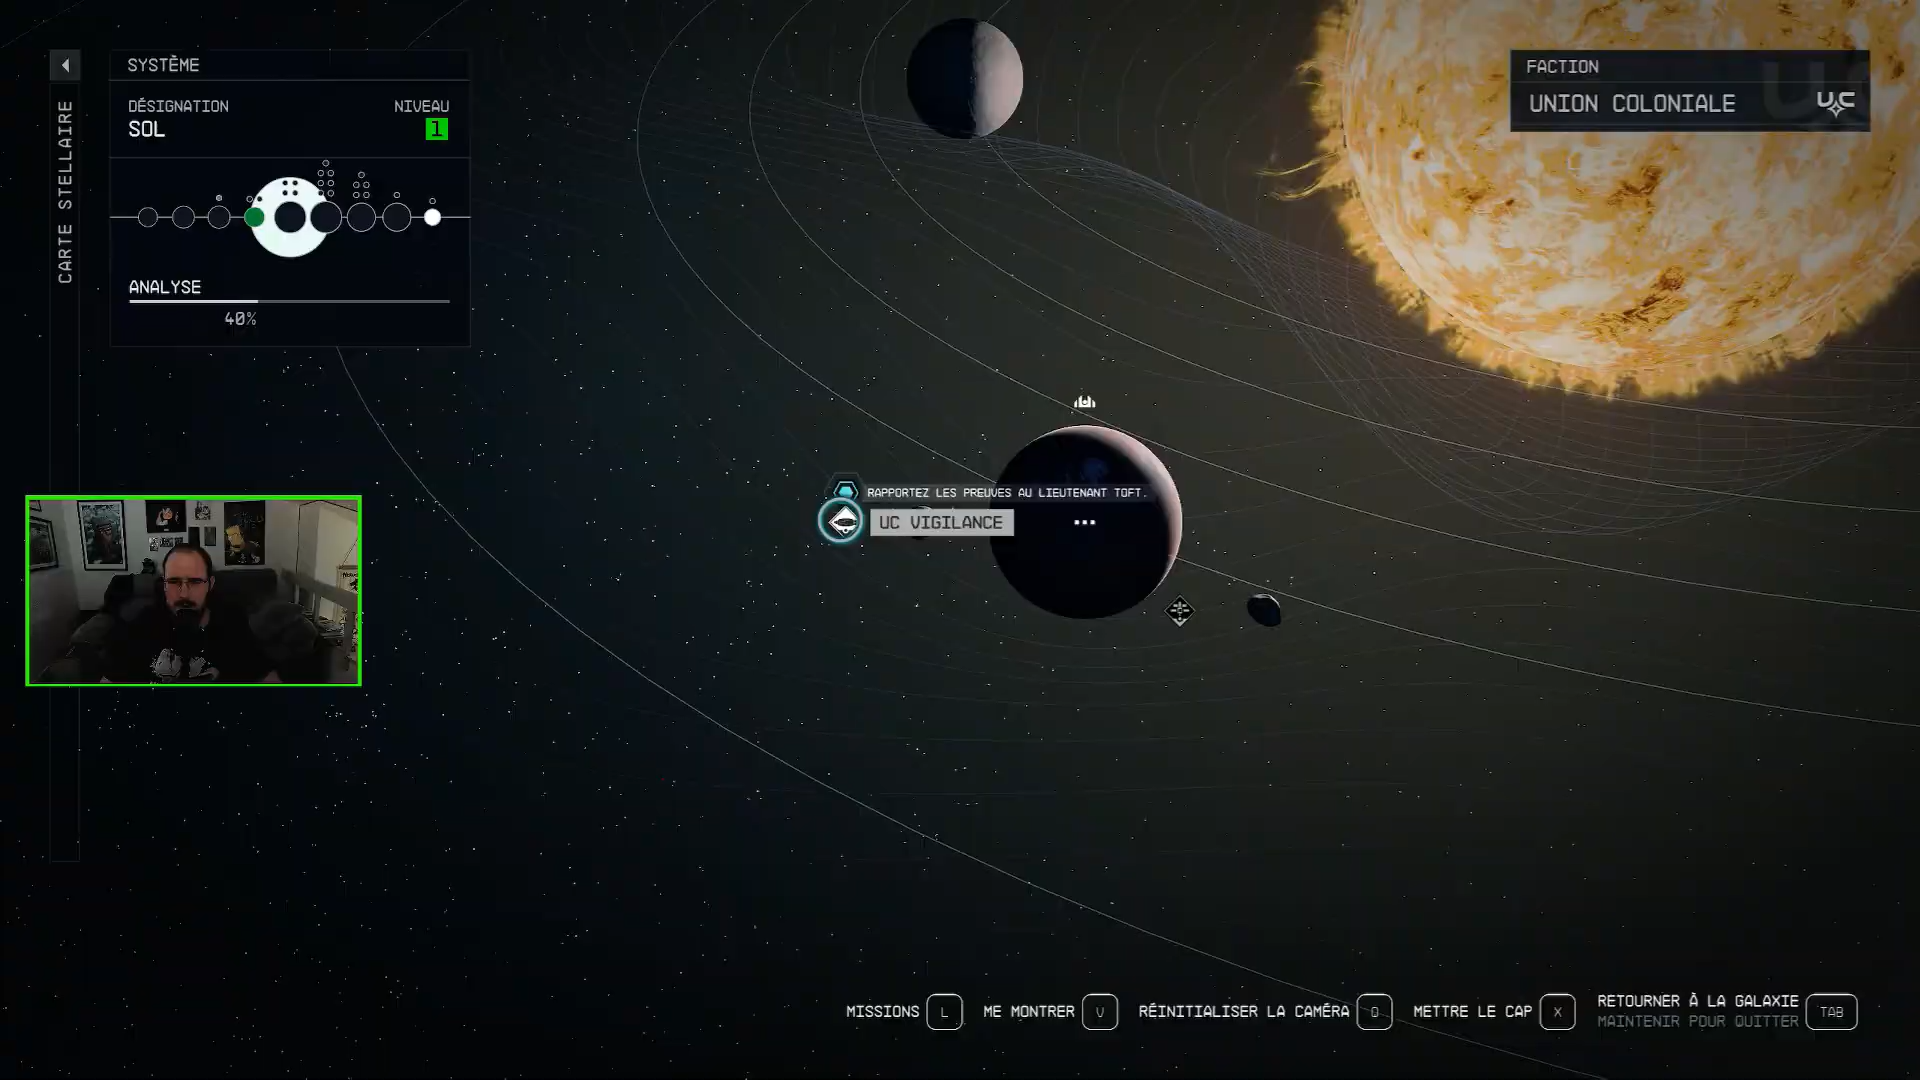 SYSTÈME
DÉSIGNATION
NIVEAU
SOL
1
ANALYSE
40%
CARTE STELLAIRE
FACTION
UNION COLONIALE
UC
RAPPORTEZ LES PREUVES AU LIEUTENANT TOFT.
UC VIGILANCE
MISSIONS
L
ME MONTRER
V
RÉINITIALISER LA CAMÉRA
Q
METTRE LE CAP
X
RETOURNER À LA GALAXIE
MAINTENIR POUR QUITTER
TAB